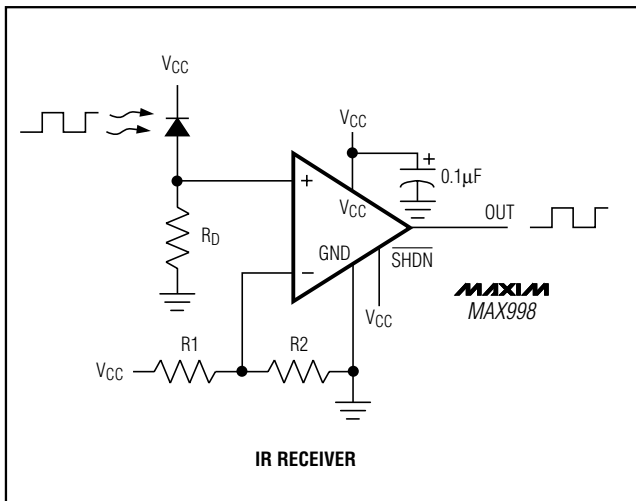 VCC
VCC
+
0.1µF
+
VCC
OUT
RD
GND
SHDN
−
MAXIM
MAX998
VCC
R1
R2
VCC
IR RECEIVER